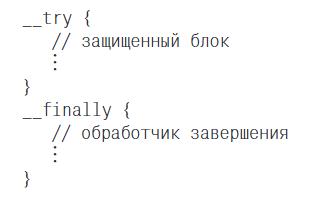 __try {
// защищенный блок
⋮
}
__finally {
// обработчик завершения
⋮
}